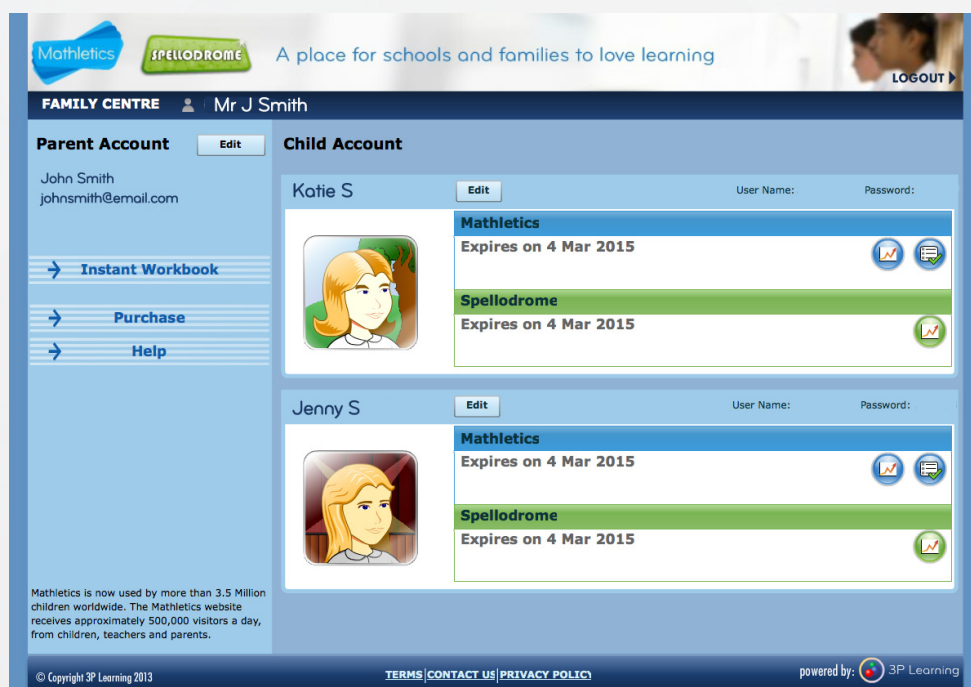 Mathletics SPELLODROME A place for schools and families to love learning
LOGOUT
FAMILY CENTRE Mr J Smith
Parent Account Edit
John Smith
johnsmith@email.com
Instant Workbook
Purchase
Help
Mathletics is now used by more than 3.5 Million
children worldwide. The Mathletics website
receives approximately 500,000 visitors a day,
from children, teachers and parents.
Child Account
Katie S Edit User Name: Password:
Mathletics
Expires on 4 Mar 2015
Spellodrome
Expires on 4 Mar 2015
Jenny S Edit User Name: Password:
Mathletics
Expires on 4 Mar 2015
Spellodrome
Expires on 4 Mar 2015
© Copyright 3P Learning 2013 TERMS|CONTACT US|PRIVACY POLICY powered by: 3P Learning